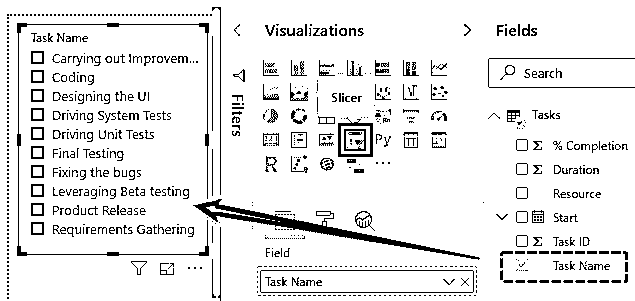 Task Name
Carrying out Improvem...
Coding
Designing the UI
Driving System Tests
Driving Unit Tests
Final Testing
Fixing the bugs
Leveraging Beta testing
Product Release
Requirements Gathering
Filters
Visualizations
Slicer
R
Py
Field
Task Name
Fields
Search
Tasks
% Completion
Duration
Resource
Start
Task ID
Task Name